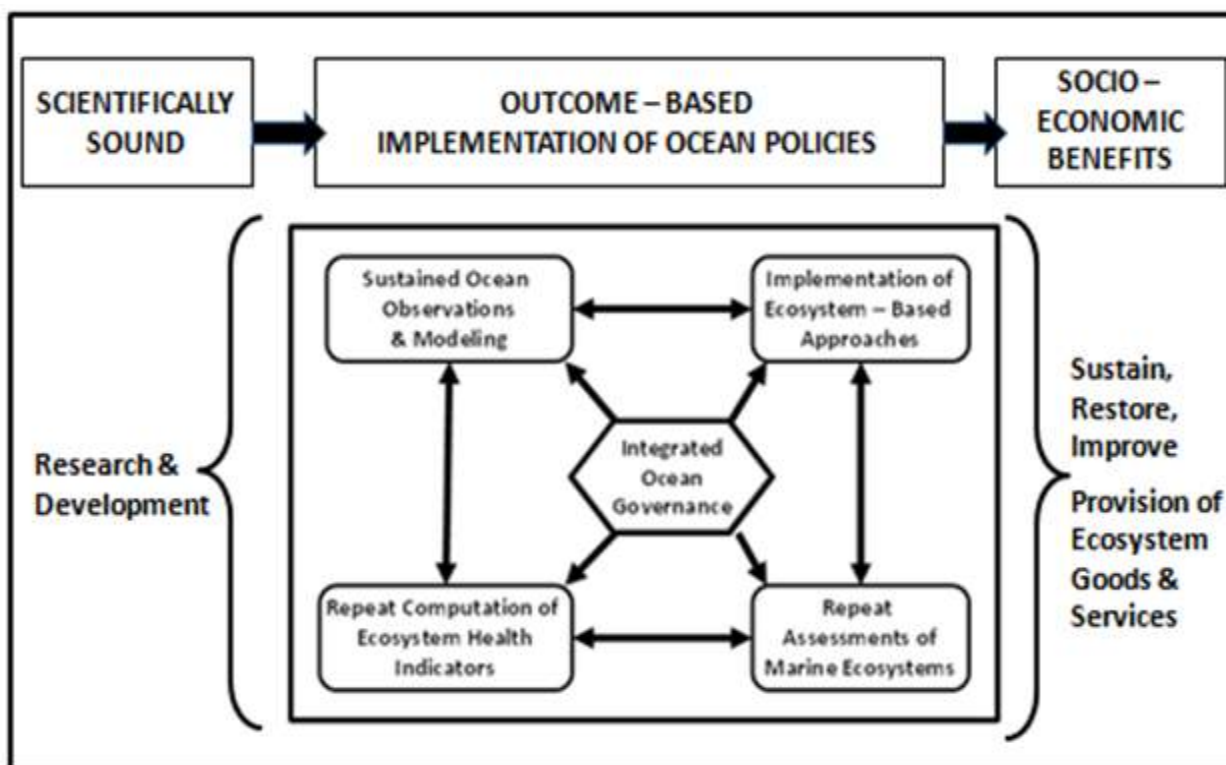 SCIENTIFICALLY
SOUND
OUTCOME – BASED
IMPLEMENTATION OF OCEAN POLICIES
SOCIO –
ECONOMIC
BENEFITS
Research &
Development
Sustained Ocean
Observations
& Modeling
Implementation of
Ecosystem – Based
Approaches
Integrated
Ocean
Governance
Repeat Computation of
Ecosystem Health
Indicators
Repeat
Assessments of
Marine Ecosystems
Sustain,
Restore,
Improve
Provision of
Ecosystem
Goods &
Services